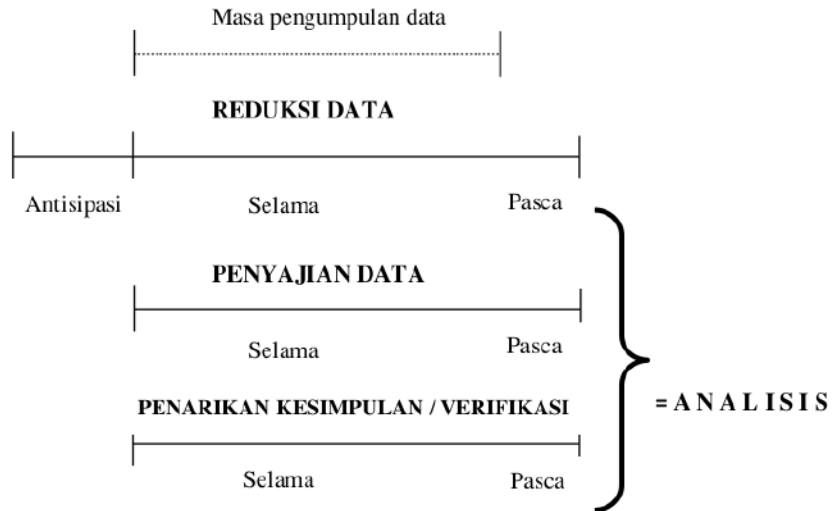 Masa pengumpulan data
REDUKSI DATA
Antisipasi Selama Pasca
PENYAJIAN DATA
Selama Pasca
PENARIKAN KESIMPULAN / VERIFIKASI
= A N A L I S I S
Selama Pasca